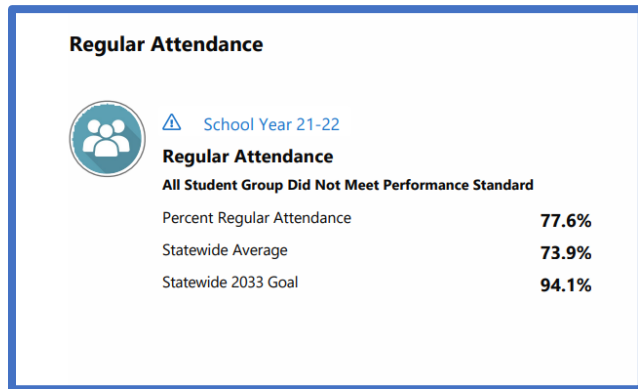 Regular Attendance
School Year 21-22
Regular Attendance
All Student Group Did Not Meet Performance Standard
Percent Regular Attendance 77.6%
Statewide Average 73.9%
Statewide 2033 Goal 94.1%